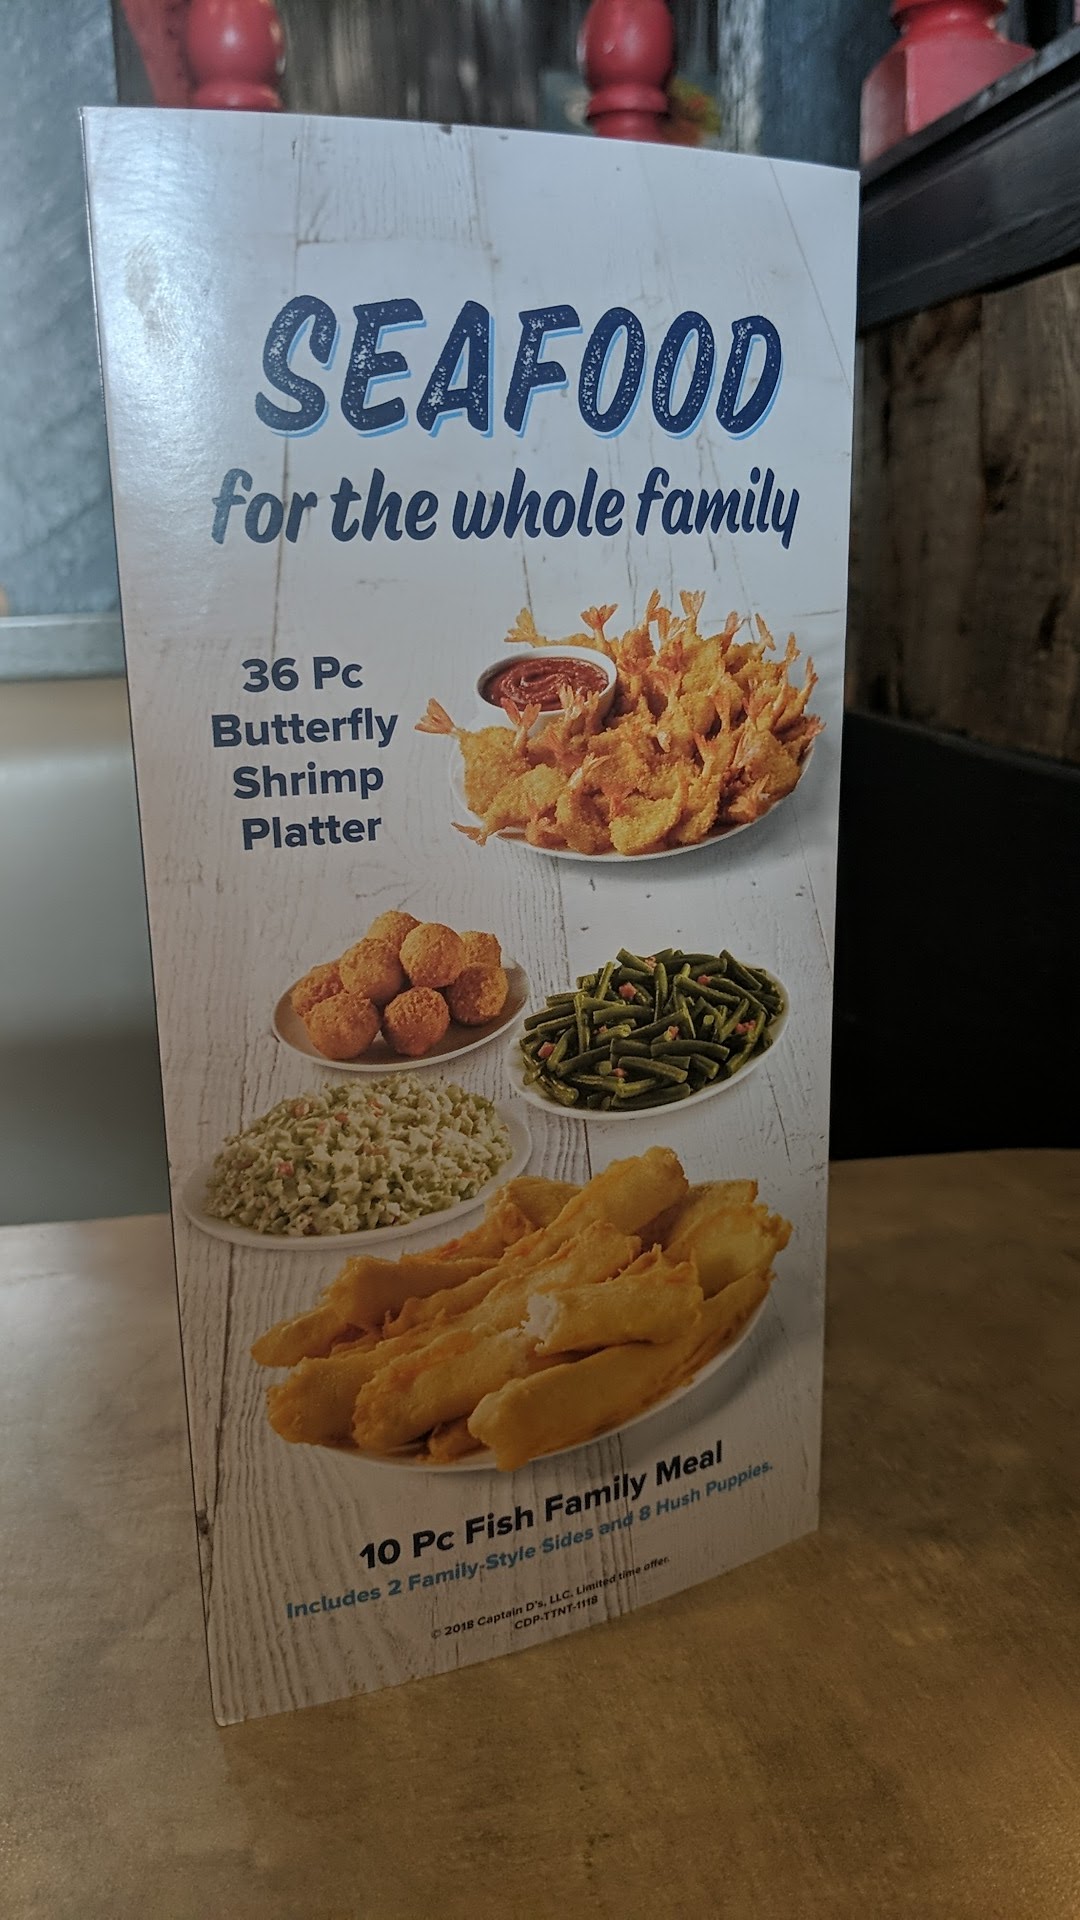 SEAFOOD
for the whole family
36 Pc
Butterfly
Shrimp
Platter
10 Pc Fish Family Meal
Includes 2 Family-Style Sides and 8 Hush Puppies.
© 2018 Captain D's, LLC. Limited time offer.
CDP-TTNT-1118